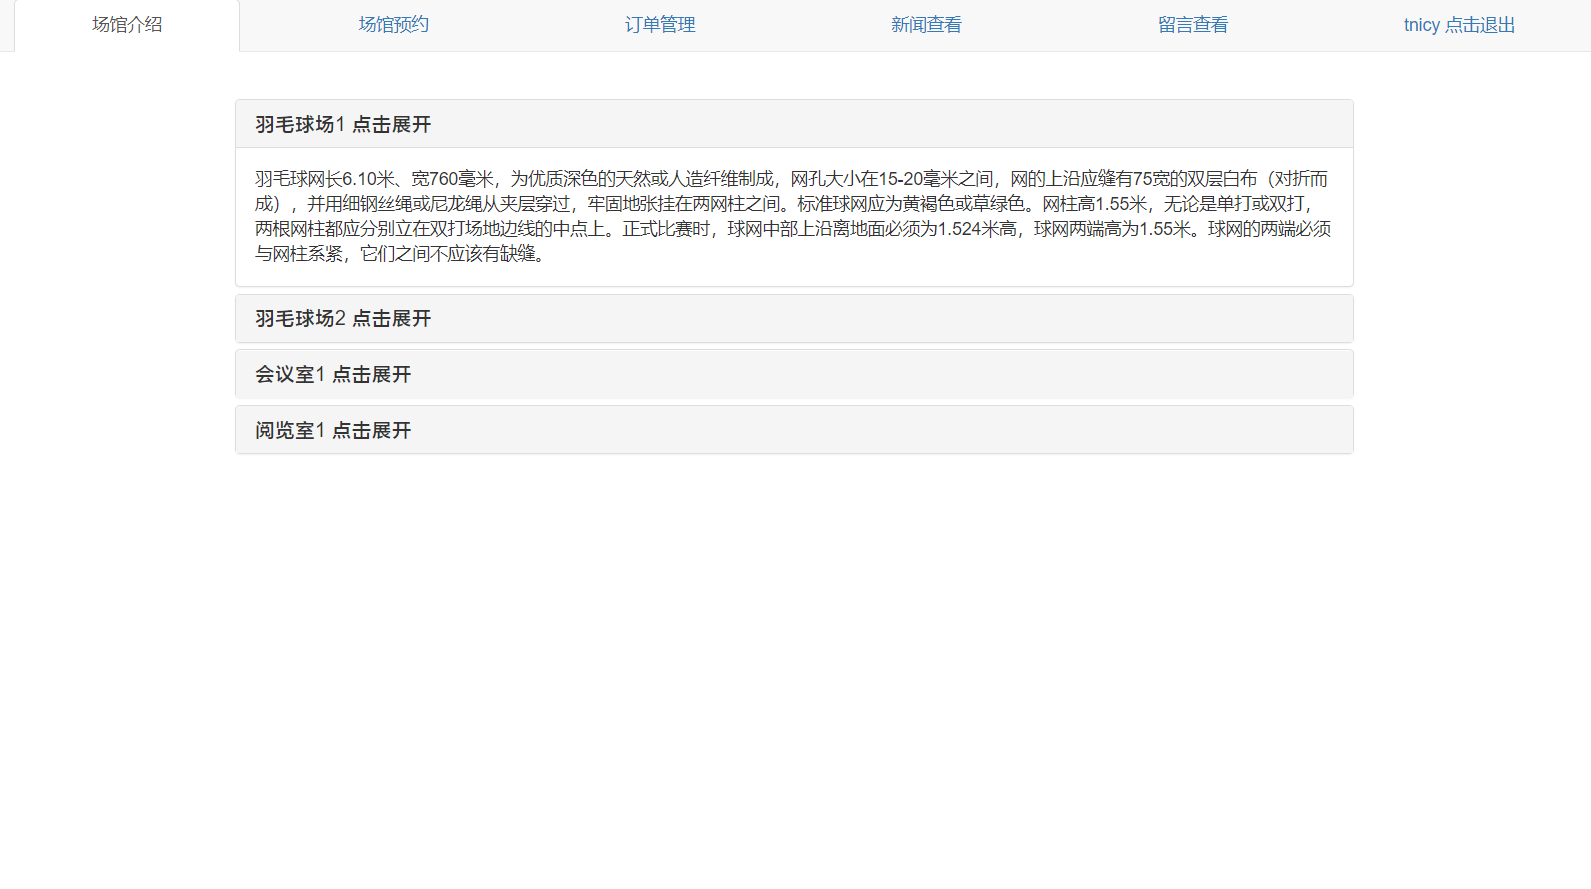 场馆介绍 场馆预约 订单管理 新闻查看 留言查看 tnicy 点击退出
羽毛球场1 点击展开
羽毛球网长6.10米、宽760毫米，为优质深色的天然或人造纤维制成，网孔大小在15-20毫米之间，网的上沿应缝有75宽的双层白布（对折而
成），并用细钢丝绳或尼龙绳从夹层穿过，牢固地张挂在两网柱之间。标准球网应为黄褐色或草绿色。网柱高1.55米，无论是单打或双打，
两根网柱都应分别立在双打场地边线的中点上。正式比赛时，球网中部上沿离地面必须为1.524米高，球网两端高为1.55米。球网的两端必须
与网柱系紧，它们之间不应该有缺缝。
羽毛球场2 点击展开
会议室1 点击展开
阅览室1 点击展开